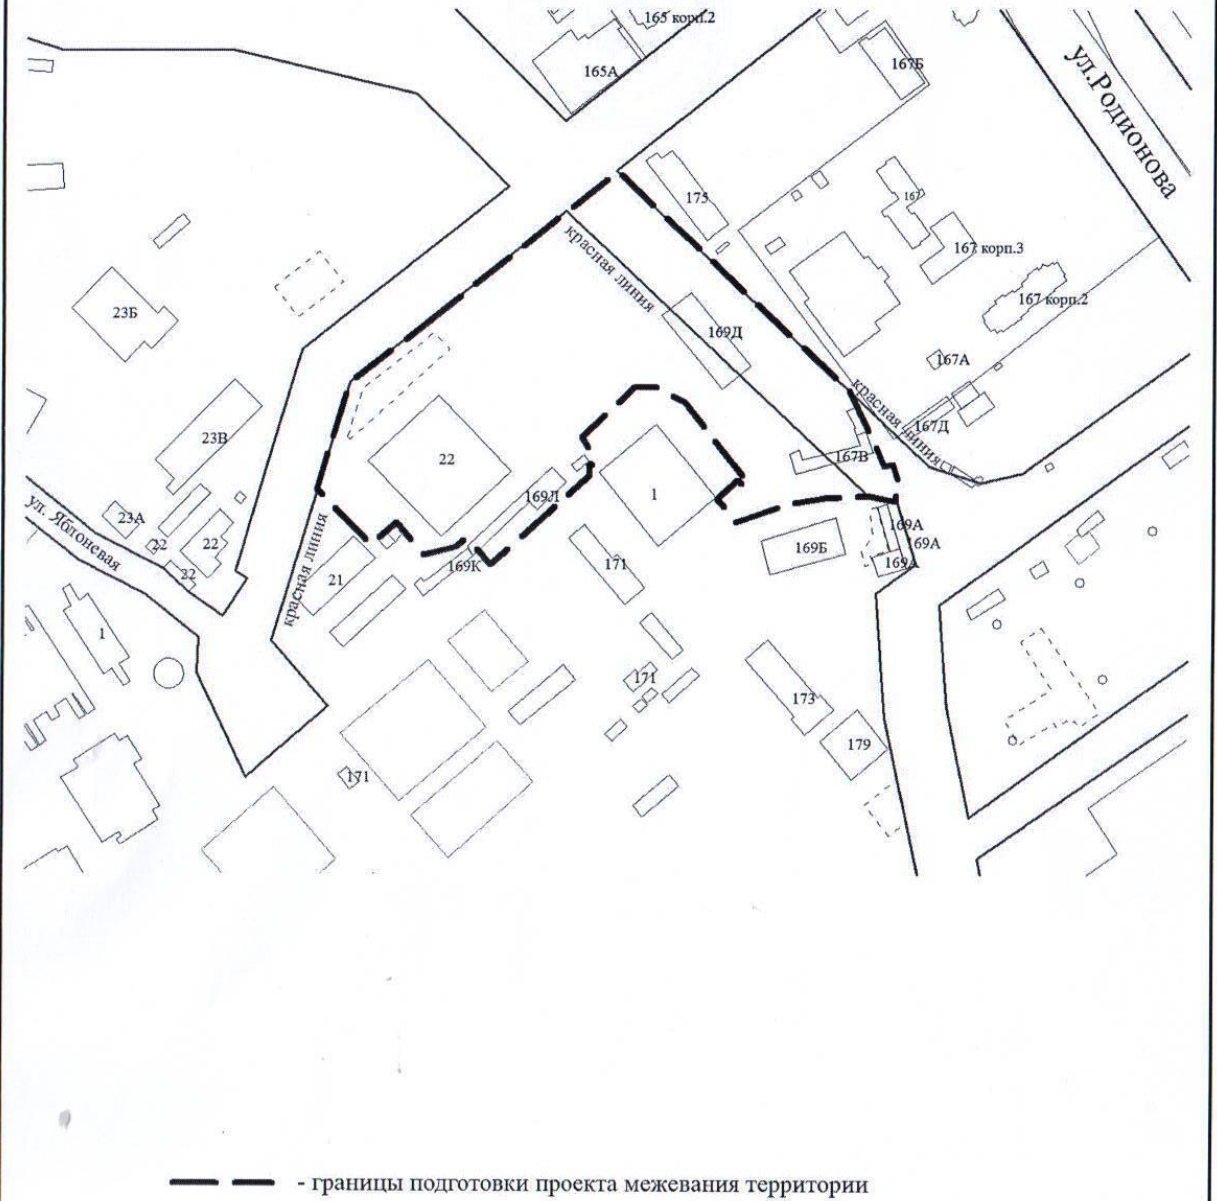 165 корп.2
165А
167Б
ул.Родионова
175
167
167 корп.3
167 корп.2
красная линия
23Б
169Д
167А
красная линия
167Д
23В
22
167В
169Л
1
ул. Яблоневая
23А
22
22
22
красная линия
169А
169А
169Б
169А
169К
171
21
1
171
173
179
171
- границы подготовки проекта межевания территории